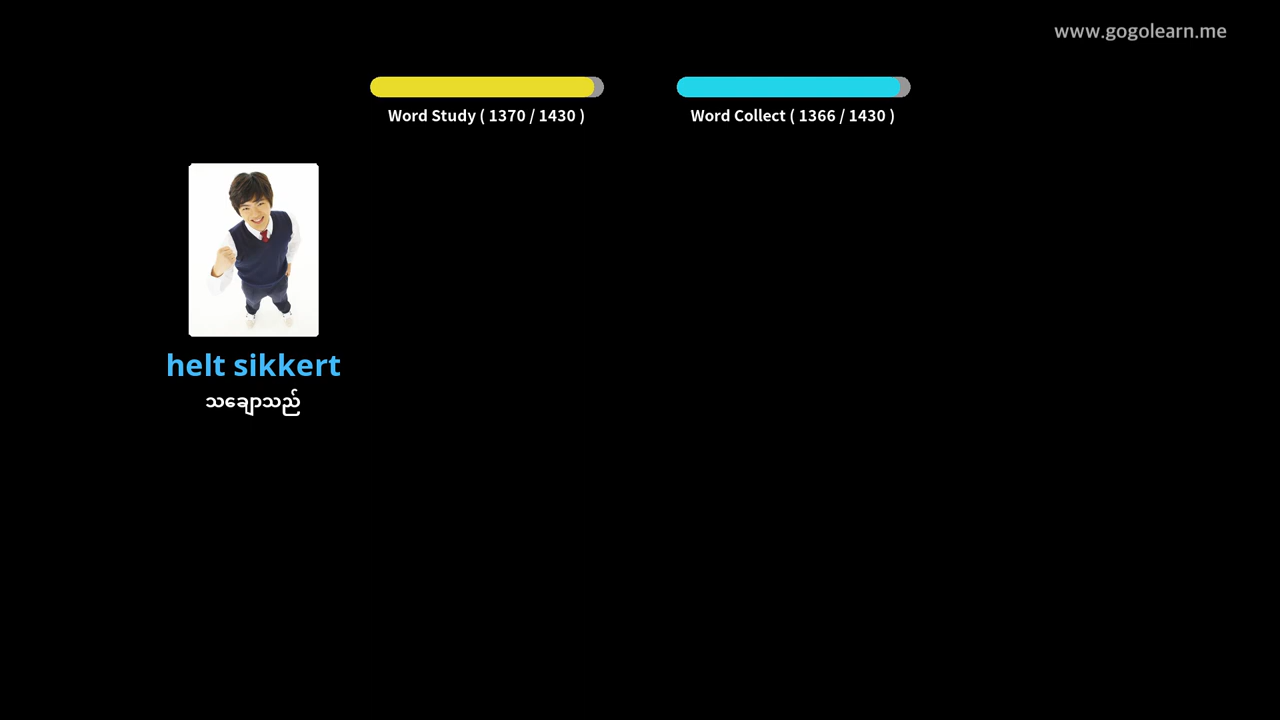 www.gogolearn.me
Word Study ( 1370 / 1430 )
Word Collect ( 1366 / 1430 )
helt sikkert
သချောသည်